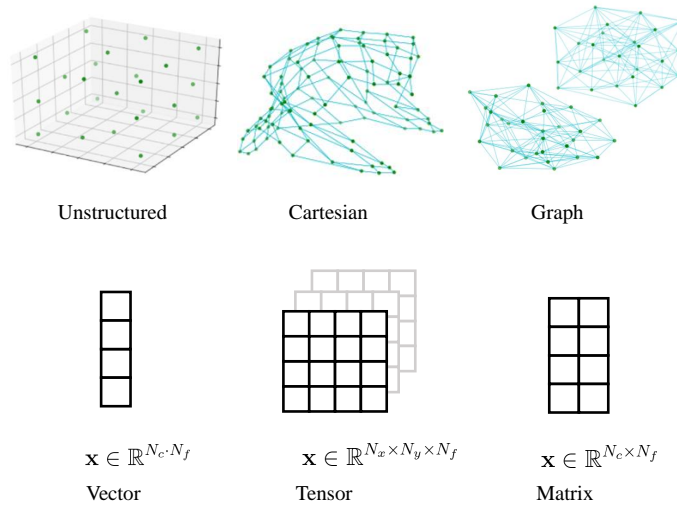 Unstructured Cartesian Graph
𝐱 ∈ ℝ^{N_c·N_f} 𝐱 ∈ ℝ^{N_x×N_y×N_f} 𝐱 ∈ ℝ^{N_c×N_f}
Vector Tensor Matrix